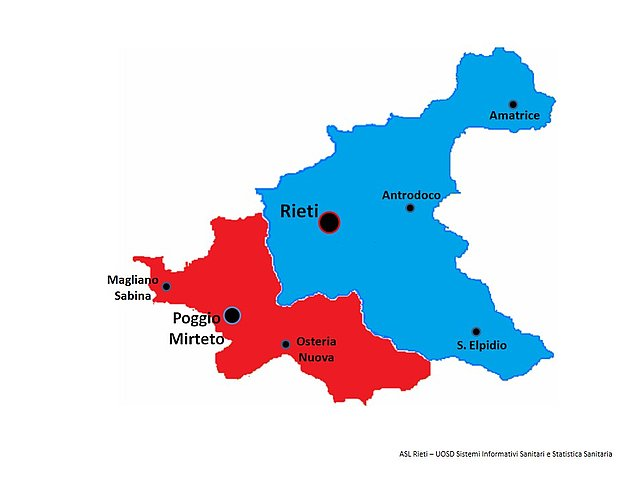 Amatrice
Antrodoco
Rieti
Magliano
Sabina
Poggio
Mirteto
Osteria
Nuova
S. Elpidio
ASL Rieti – UOSD Sistemi Informativi Sanitari e Statistica Sanitaria